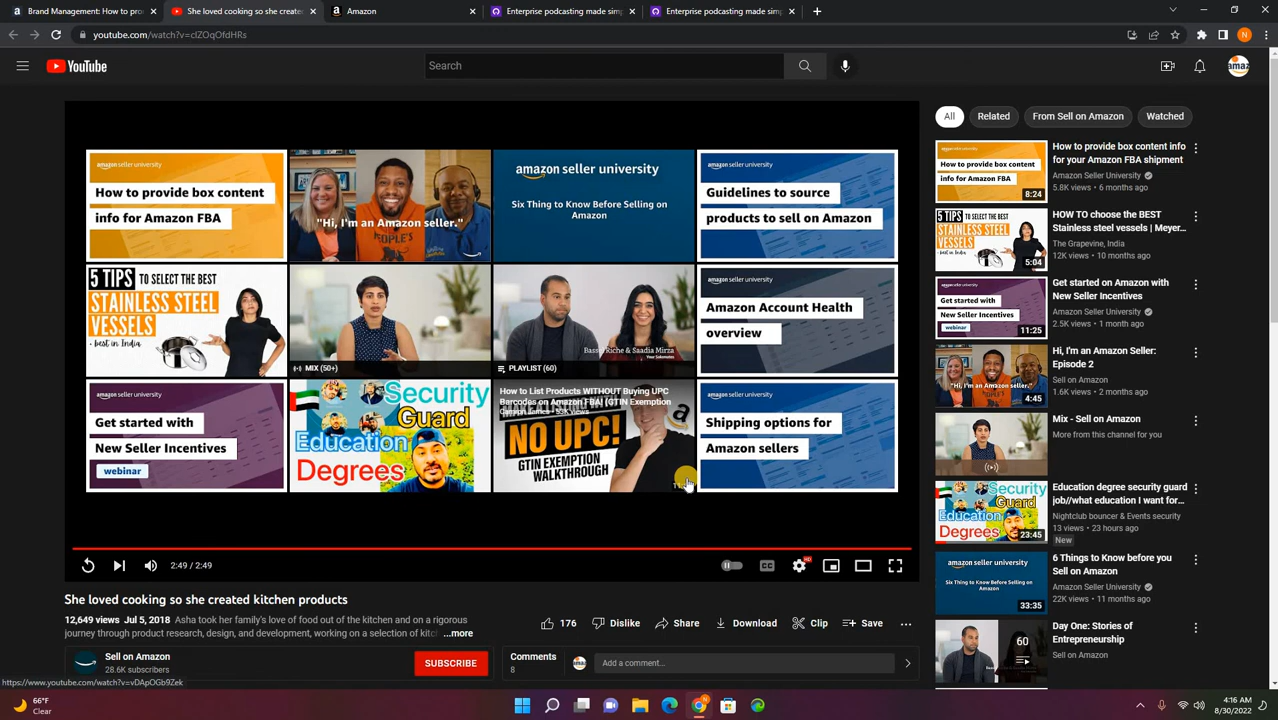 Brand Management: How to pro
She loved cooking so she created
Amazon
Enterprise podcasting made simp
Enterprise podcasting made simp
youtube.com/watch?v=cIZOqOfdHRs
N
YouTube
Search
amaz
All
Related
From Sell on Amazon
Watched
amazon seller university
How to provide box content
info for Amazon FBA
"Hi, I'm an Amazon seller."
amazon seller university
Six Thing to Know Before Selling on
Amazon
amazon seller university
Guidelines to source
products to sell on Amazon
5 TIPS TO SELECT THE BEST
STAINLESS STEEL
VESSELS
- best in India
MIX (50+)
Bassel Riche & Saadia Mirza
PLAYLIST (60)
Amazon Account Health
overview
amazon seller university
Get started with
New Seller Incentives
webinar
Security
Guard
Education
Degrees
How to List Products WITHOUT Buying UPC
Barcodes on Amazon FBA! (GTIN Exemption
NO UPC!
GTIN EXEMPTION
WALKTHROUGH
amazon seller university
Shipping options for
Amazon sellers
2:49 / 2:49
CC
HD
She loved cooking so she created kitchen products
12,649 views Jul 5, 2018 Asha took her family's love of food out of the kitchen and on a rigorous
journey through product research, design, and development, working on a selection of kitc ...more
176
Dislike
Share
Download
Clip
Save
Sell on Amazon
28.6K subscribers
SUBSCRIBE
Comments
8
Add a comment...
How to provide box content
info for Amazon FBA
8:24
How to provide box content info
for your Amazon FBA shipment
Amazon Seller University
5.8K views • 6 months ago
5 TIPS TO SELECT THE BEST
STAINLESS STEEL
VESSELS
5:04
HOW TO choose the BEST
Stainless steel vessels | Meyer...
The Grapevine, India
12K views • 10 months ago
Get started with
New Seller Incentives
webinar
11:25
Get started on Amazon with
New Seller Incentives
Amazon Seller University
2.5K views • 1 month ago
"Hi, I'm an Amazon seller."
4:45
Hi, I'm an Amazon Seller:
Episode 2
Sell on Amazon
1.6K views • 2 months ago
Mix - Sell on Amazon
More from this channel for you
Security
Guard
Education
Degrees
23:45
Education degree security guard
job//what education I want for...
Nightclub bouncer & Events security
13 views • 23 hours ago
New
amazon seller university
Six Thing to Know Before Selling on
Amazon
33:35
6 Things to Know before you
Sell on Amazon
Amazon Seller University
22K views • 11 months ago
60
Day One: Stories of
Entrepreneurship
Sell on Amazon
https://www.youtube.com/watch?v=vDApOGb9Zek
66°F
Clear
4:16 AM
8/30/2022